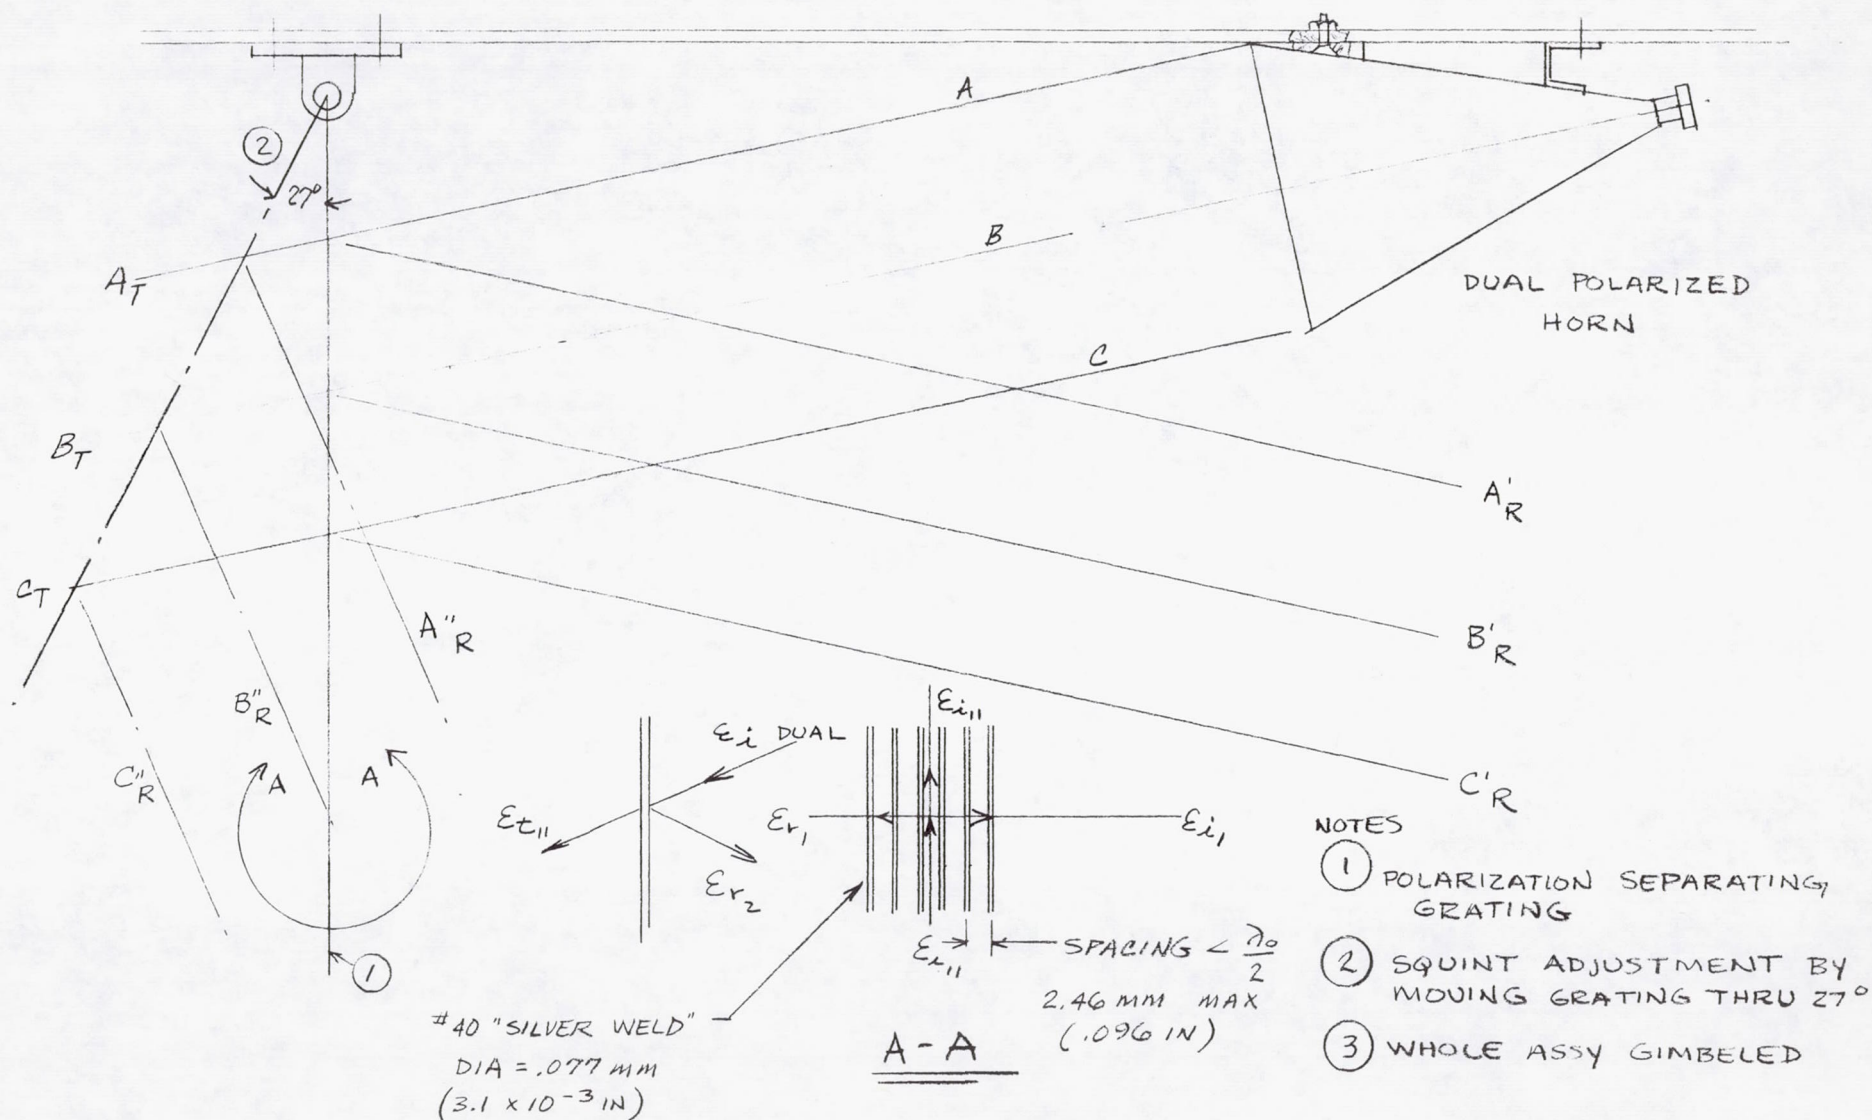 A
②
27°
B
A_T
DUAL POLARIZED
HORN
C
B_T
A'_R
C_T
A''_R
B'_R
B''_R
ε_i||
ε_i DUAL
C''_R
A
A
C'_R
ε_t||
ε_r1
ε_i1
NOTES
① POLARIZATION SEPARATING,
GRATING
ε_r2
ε_i||
SPACING < λ₀/2
② SQUINT ADJUSTMENT BY
MOVING GRATING THRU 27°
①
2.46 MM MAX
(.096 IN)
#40 "SILVER WELD"
DIA = .077 MM
(3.1 × 10⁻³ IN)
A - A
③ WHOLE ASSY GIMBELED